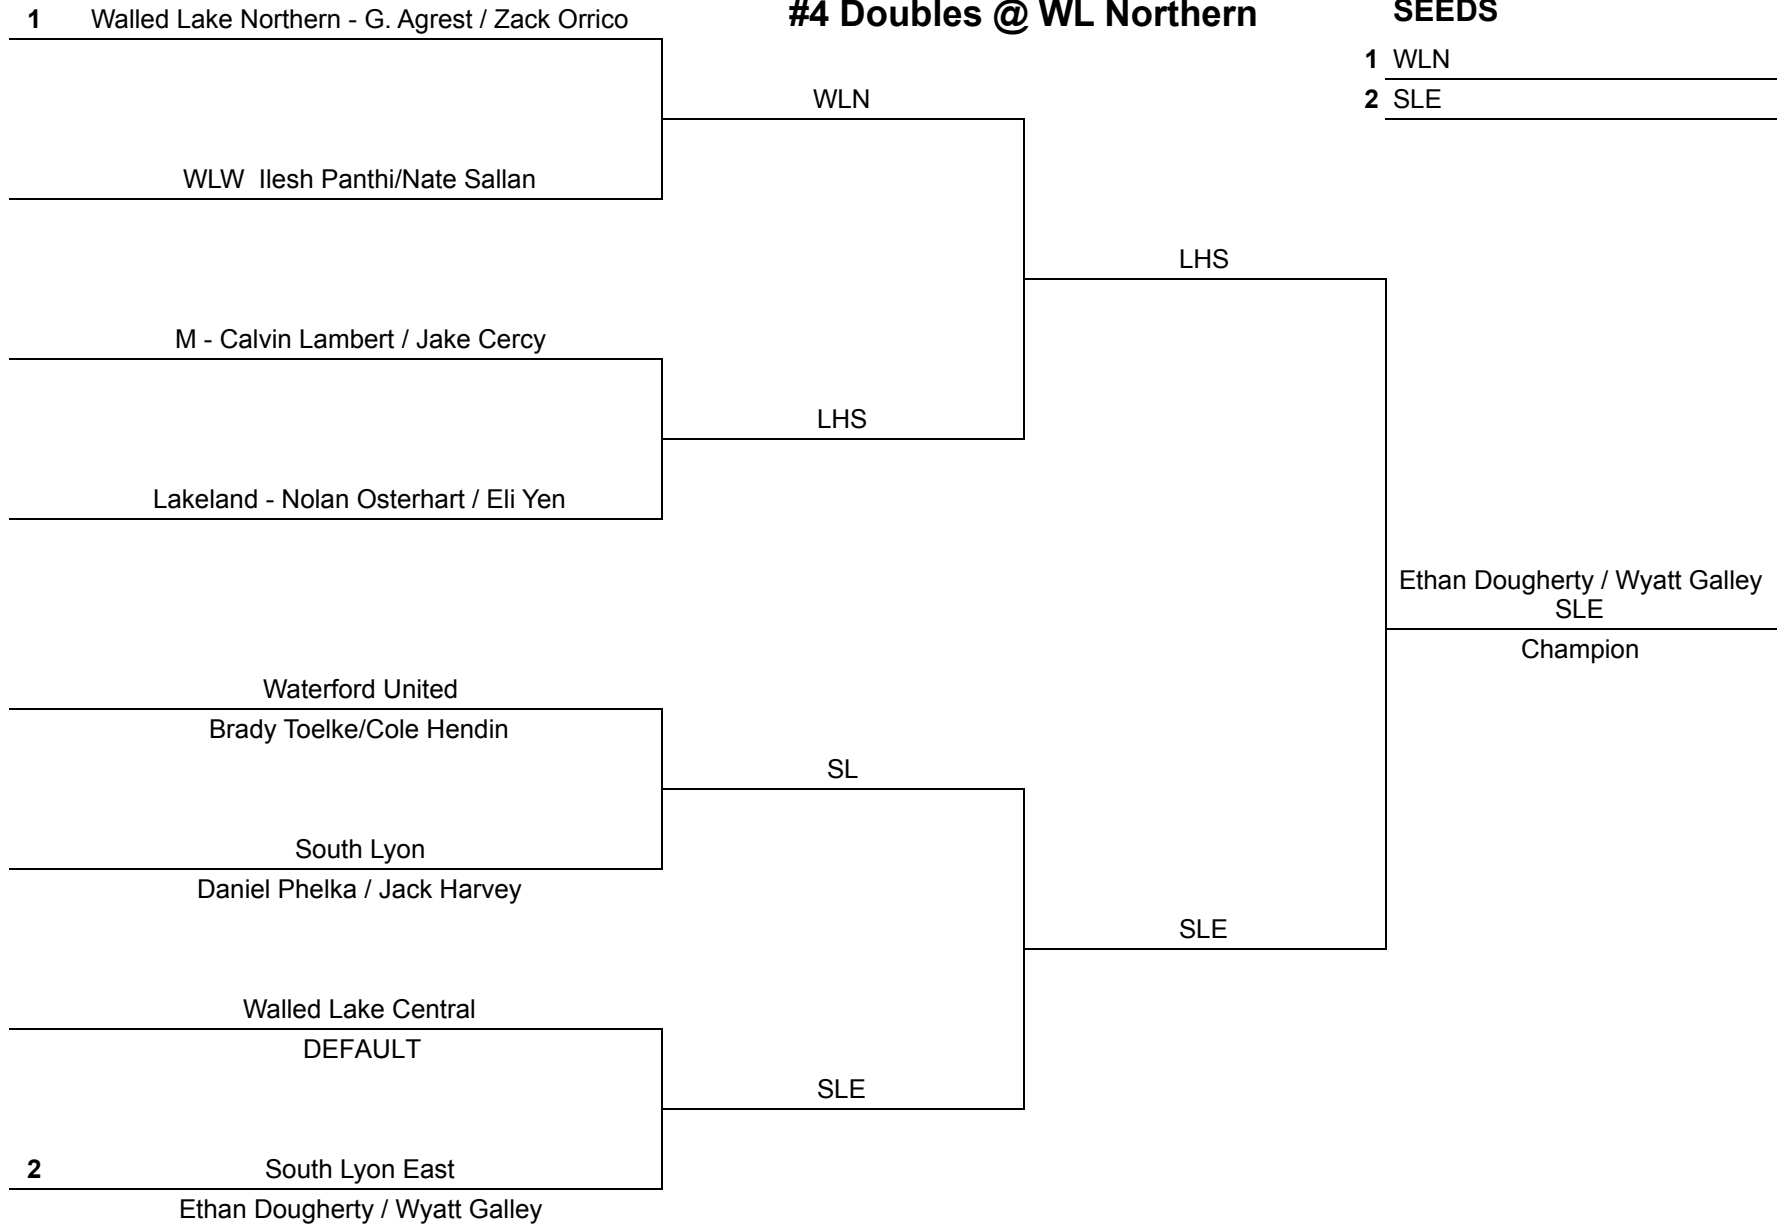 #4 Doubles @ WL Northern
SEEDS
1 WLN
2 SLE
1 Walled Lake Northern - G. Agrest / Zack Orrico
WLN
WLW  Ilesh Panthi/Nate Sallan
LHS
M - Calvin Lambert / Jake Cercy
LHS
Lakeland - Nolan Osterhart / Eli Yen
Ethan Dougherty / Wyatt Galley
SLE
Champion
Waterford United
Brady Toelke/Cole Hendin
SL
South Lyon
Daniel Phelka / Jack Harvey
SLE
Walled Lake Central
DEFAULT
SLE
2 South Lyon East
Ethan Dougherty / Wyatt Galley